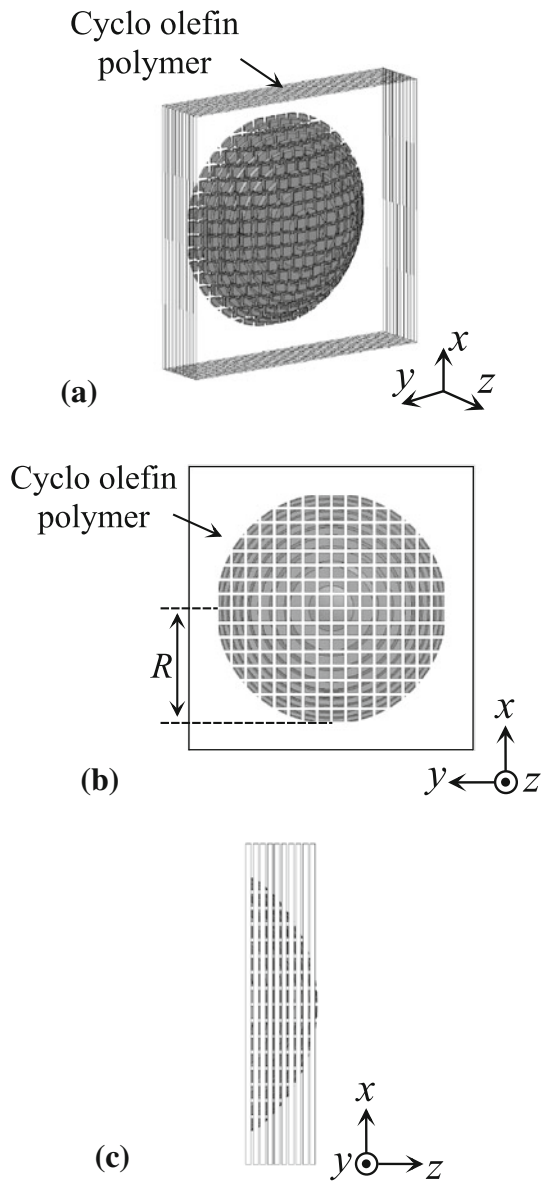 Cyclo olefin
polymer
x
y
z
(a)
Cyclo olefin
polymer
R
x
y
z
(b)
x
y
z
(c)